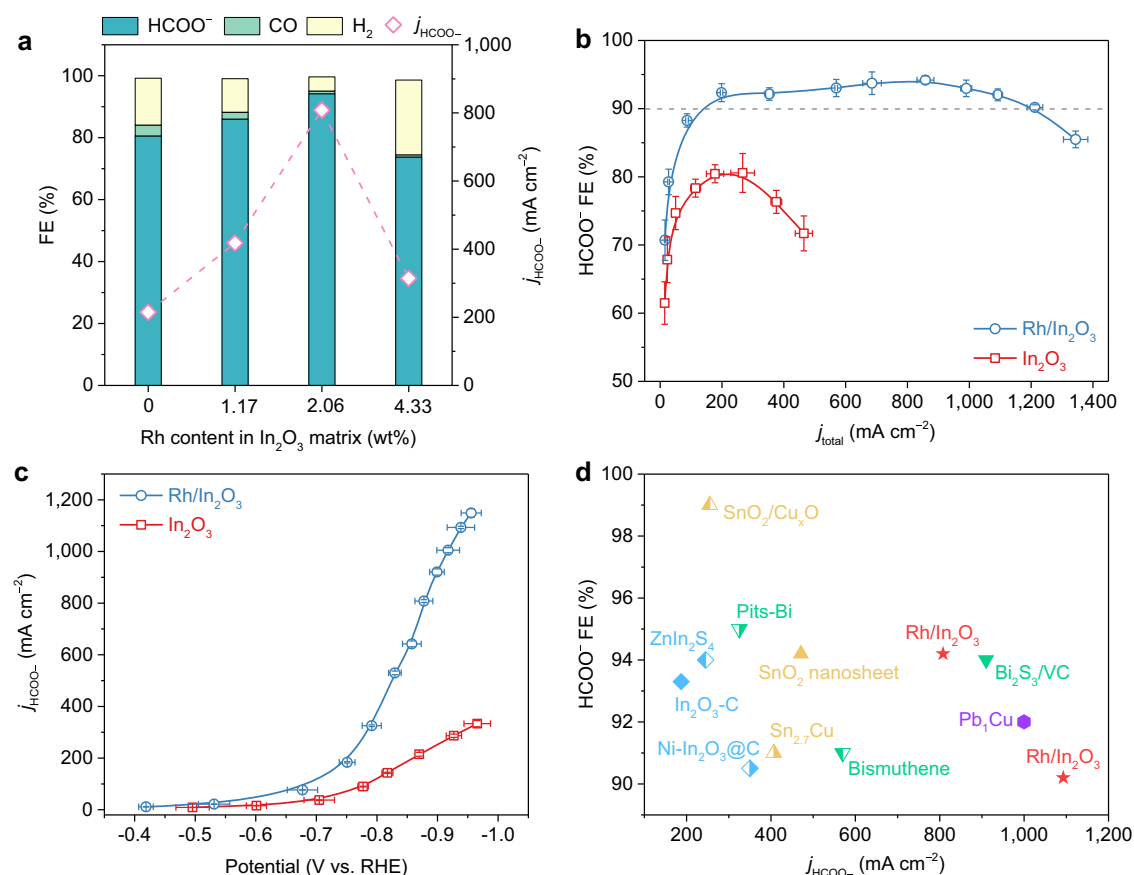 HCOO⁻ CO H₂ j_HCOO–
a
100
80
60
40
20
0
FE (%)
1,000
800
600
400
200
0
j_HCOO– (mA cm⁻²)
0 1.17 2.06 4.33
Rh content in In₂O₃ matrix (wt%)
b
100
90
80
70
60
50
HCOO⁻ FE (%)
Rh/In₂O₃
In₂O₃
0 200 400 600 800 1,000 1,200 1,400
j_total (mA cm⁻²)
c
1,200
1,000
800
600
400
200
0
j_HCOO– (mA cm⁻²)
Rh/In₂O₃
In₂O₃
-0.4 -0.5 -0.6 -0.7 -0.8 -0.9 -1.0
Potential (V vs. RHE)
d
100
98
96
94
92
90
HCOO⁻ FE (%)
SnO₂/CuₓO
Pits-Bi
ZnIn₂S₄
Rh/In₂O₃
SnO₂ nanosheet
Bi₂S₃/VC
In₂O₃-C
Pb₁Cu
Sn₂.₇Cu
Ni-In₂O₃@C
Bismuthene
Rh/In₂O₃
200 400 600 800 1,000 1,200
j_HCOO– (mA cm⁻²)